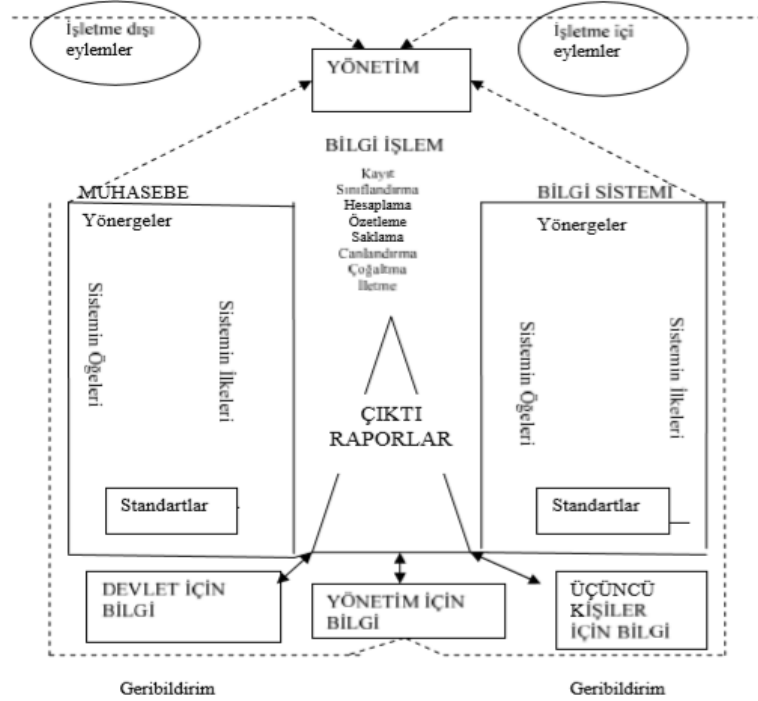 İşletme dışı
eylemler
İşletme içi
eylemler
YÖNETİM
BİLGİ İŞLEM
Kayıt
Sınıflandırma
Hesaplama
Özetleme
Saklama
Canlandırma
Çoğaltma
İletme
MUHASEBE
Yönergeler
Sistemin Öğeleri
Sistemin İlkeleri
Standartlar
BİLGİ SİSTEMİ
Yönergeler
Sistemin Öğeleri
Sistemin İlkeleri
Standartlar
ÇIKTI
RAPORLAR
DEVLET İÇİN
BİLGİ
YÖNETİM İÇİN
BİLGİ
ÜÇÜNCÜ
KİŞİLER
İÇİN BİLGİ
Geribildirim
Geribildirim